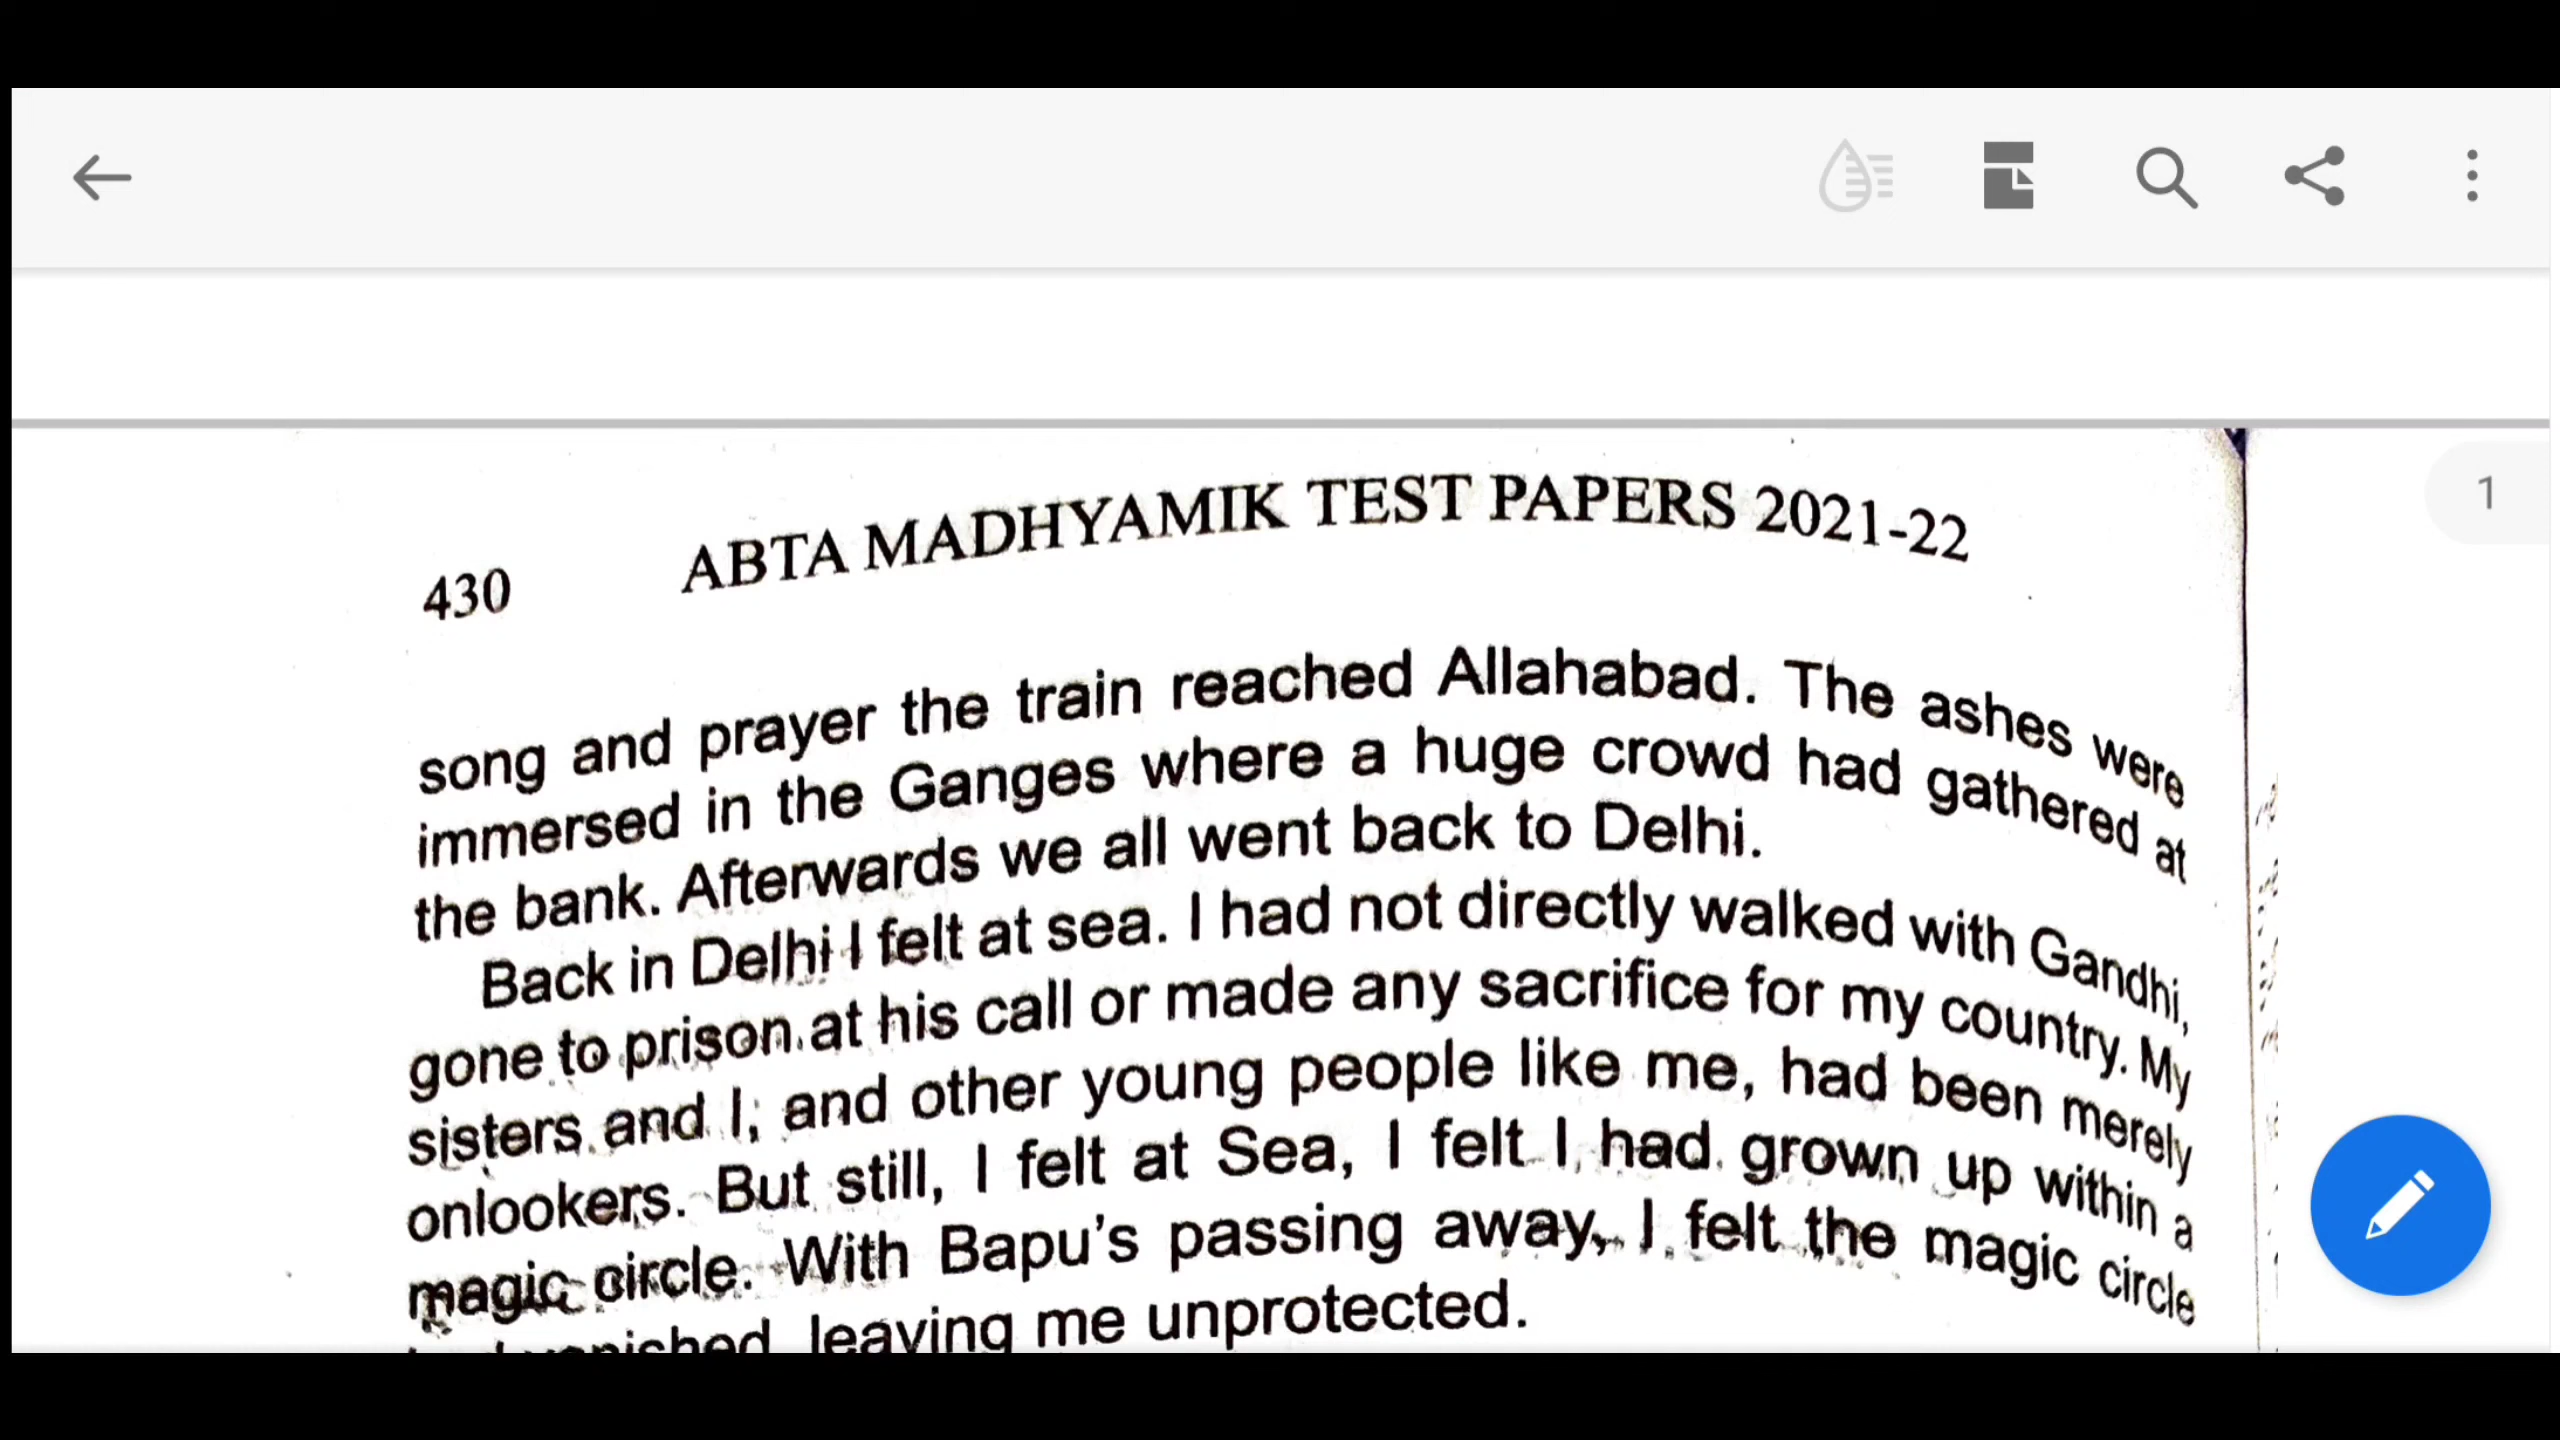 1
430 ABTA MADHYAMIK TEST PAPERS 2021-22
song and prayer the train reached Allahabad. The ashes were
immersed in the Ganges where a huge crowd had gathered at
the bank. Afterwards we all went back to Delhi.
Back in Delhi I felt at sea. I had not directly walked with Gandhi,
gone to prison at his call or made any sacrifice for my country. My
sisters and I, and other young people like me, had been merely
onlookers. But still, I felt at Sea, I felt I had grown up within a
magic circle. With Bapu's passing away, I felt the magic circle
leaving me unprotected.